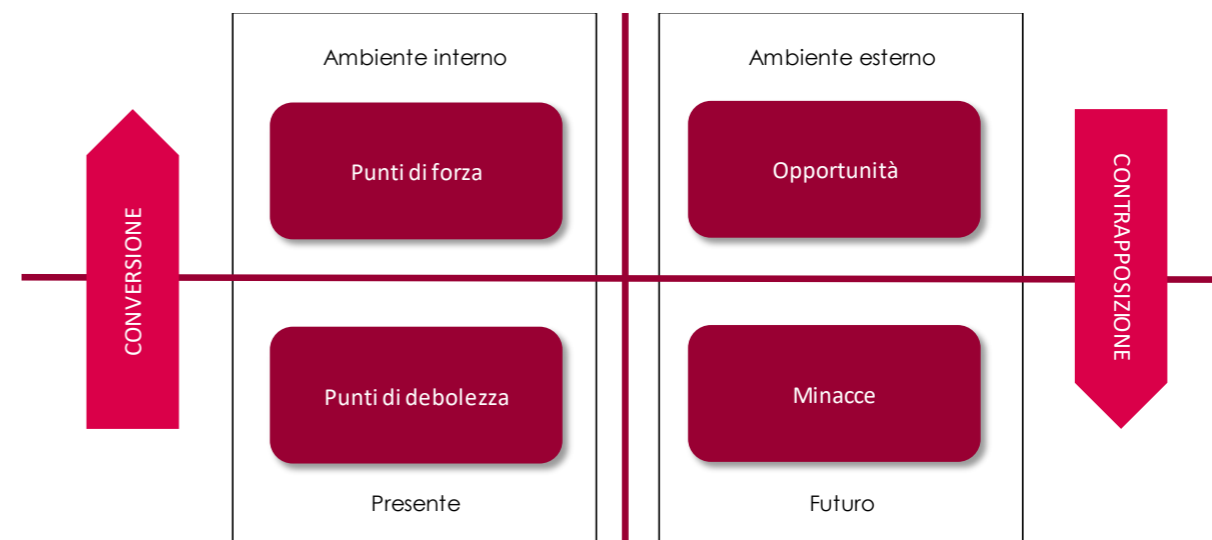 Ambiente interno
Ambiente esterno
Punti di forza
Opportunità
CONVERSIONE
CONTRAPPOSIZIONE
Punti di debolezza
Minacce
Presente
Futuro